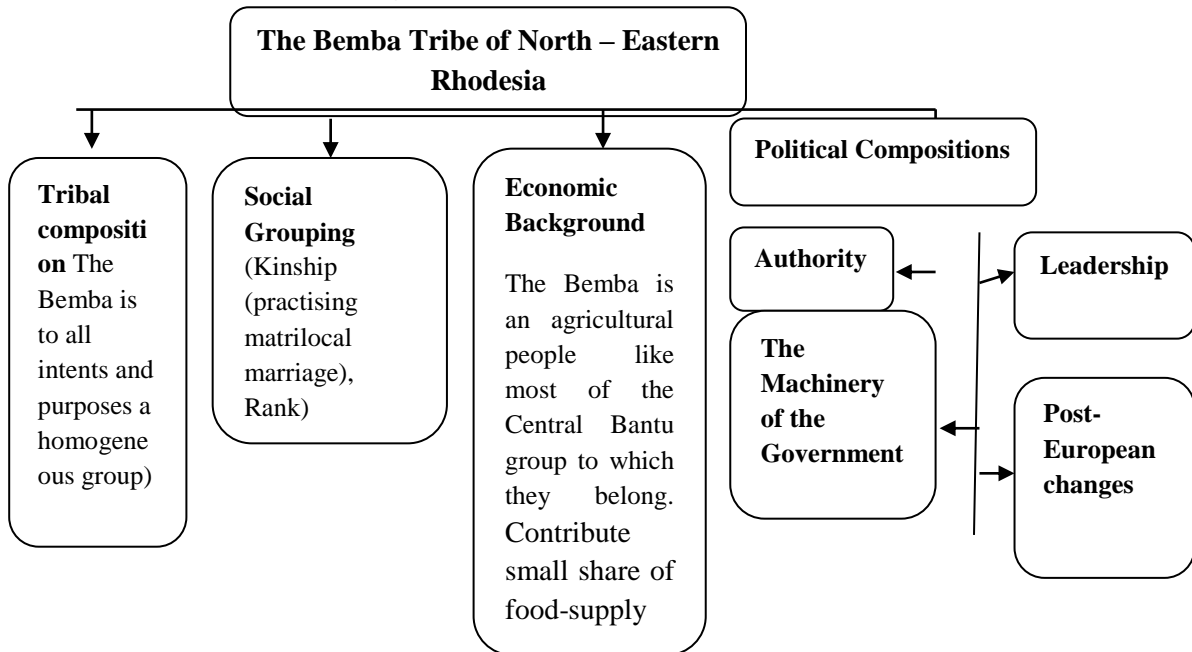 The Bemba Tribe of North – Eastern
Rhodesia
Tribal
compositi
on The
Bemba is
to all
intents and
purposes a
homogene
ous group)
Social
Grouping
(Kinship
(practising
matrilocal
marriage),
Rank)
Economic
Background
The Bemba is
an agricultural
people like
most of the
Central Bantu
group to which
they belong.
Contribute
small share of
food-supply
Political Compositions
Authority
Leadership
The
Machinery
of the
Government
Post-
European
changes